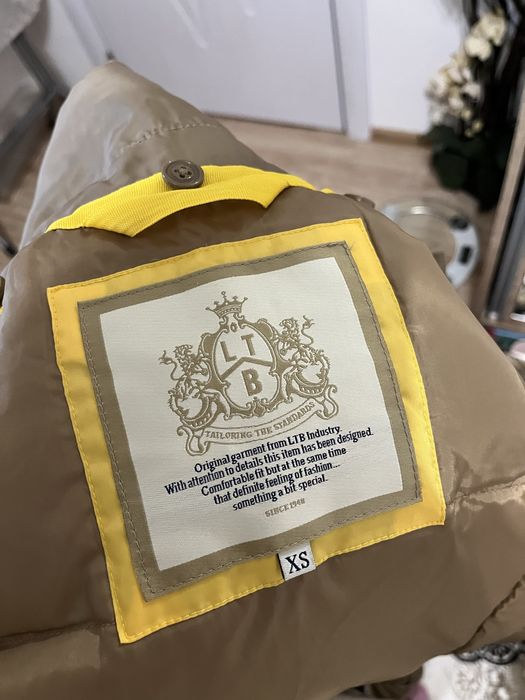 L T
B
TAILORING THE STANDARDS
Original garment from LTB Industry.
With attention to details this item has been designed.
Comfortable fit but at the same time
that definite feeling of fashion...
something a bit special.
SINCE 1948
XS